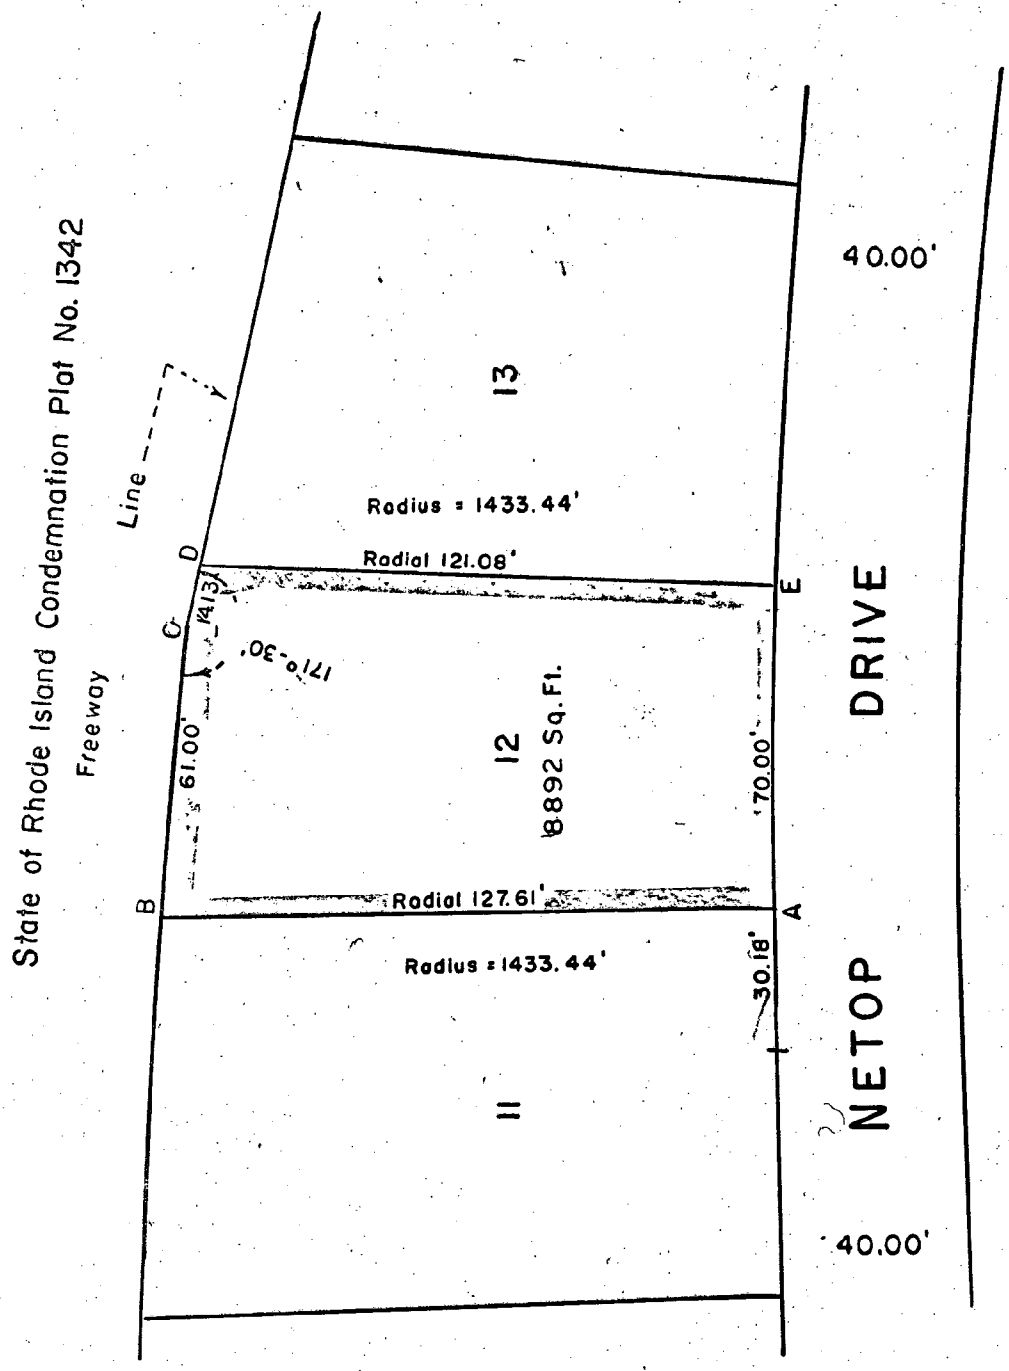 State of Rhode Island Condemnation Plat No. 1342
Freeway
Line
40.00'
13
Radius = 1433.44'
Radial 121.08'
D
C
14.13
E
171°-30'
61.00'
12
8892 Sq. Ft.
70.00'
DRIVE
B
Radial 127.61'
A
Radius = 1433.44'
30.18'
NETOP
11
40.00'